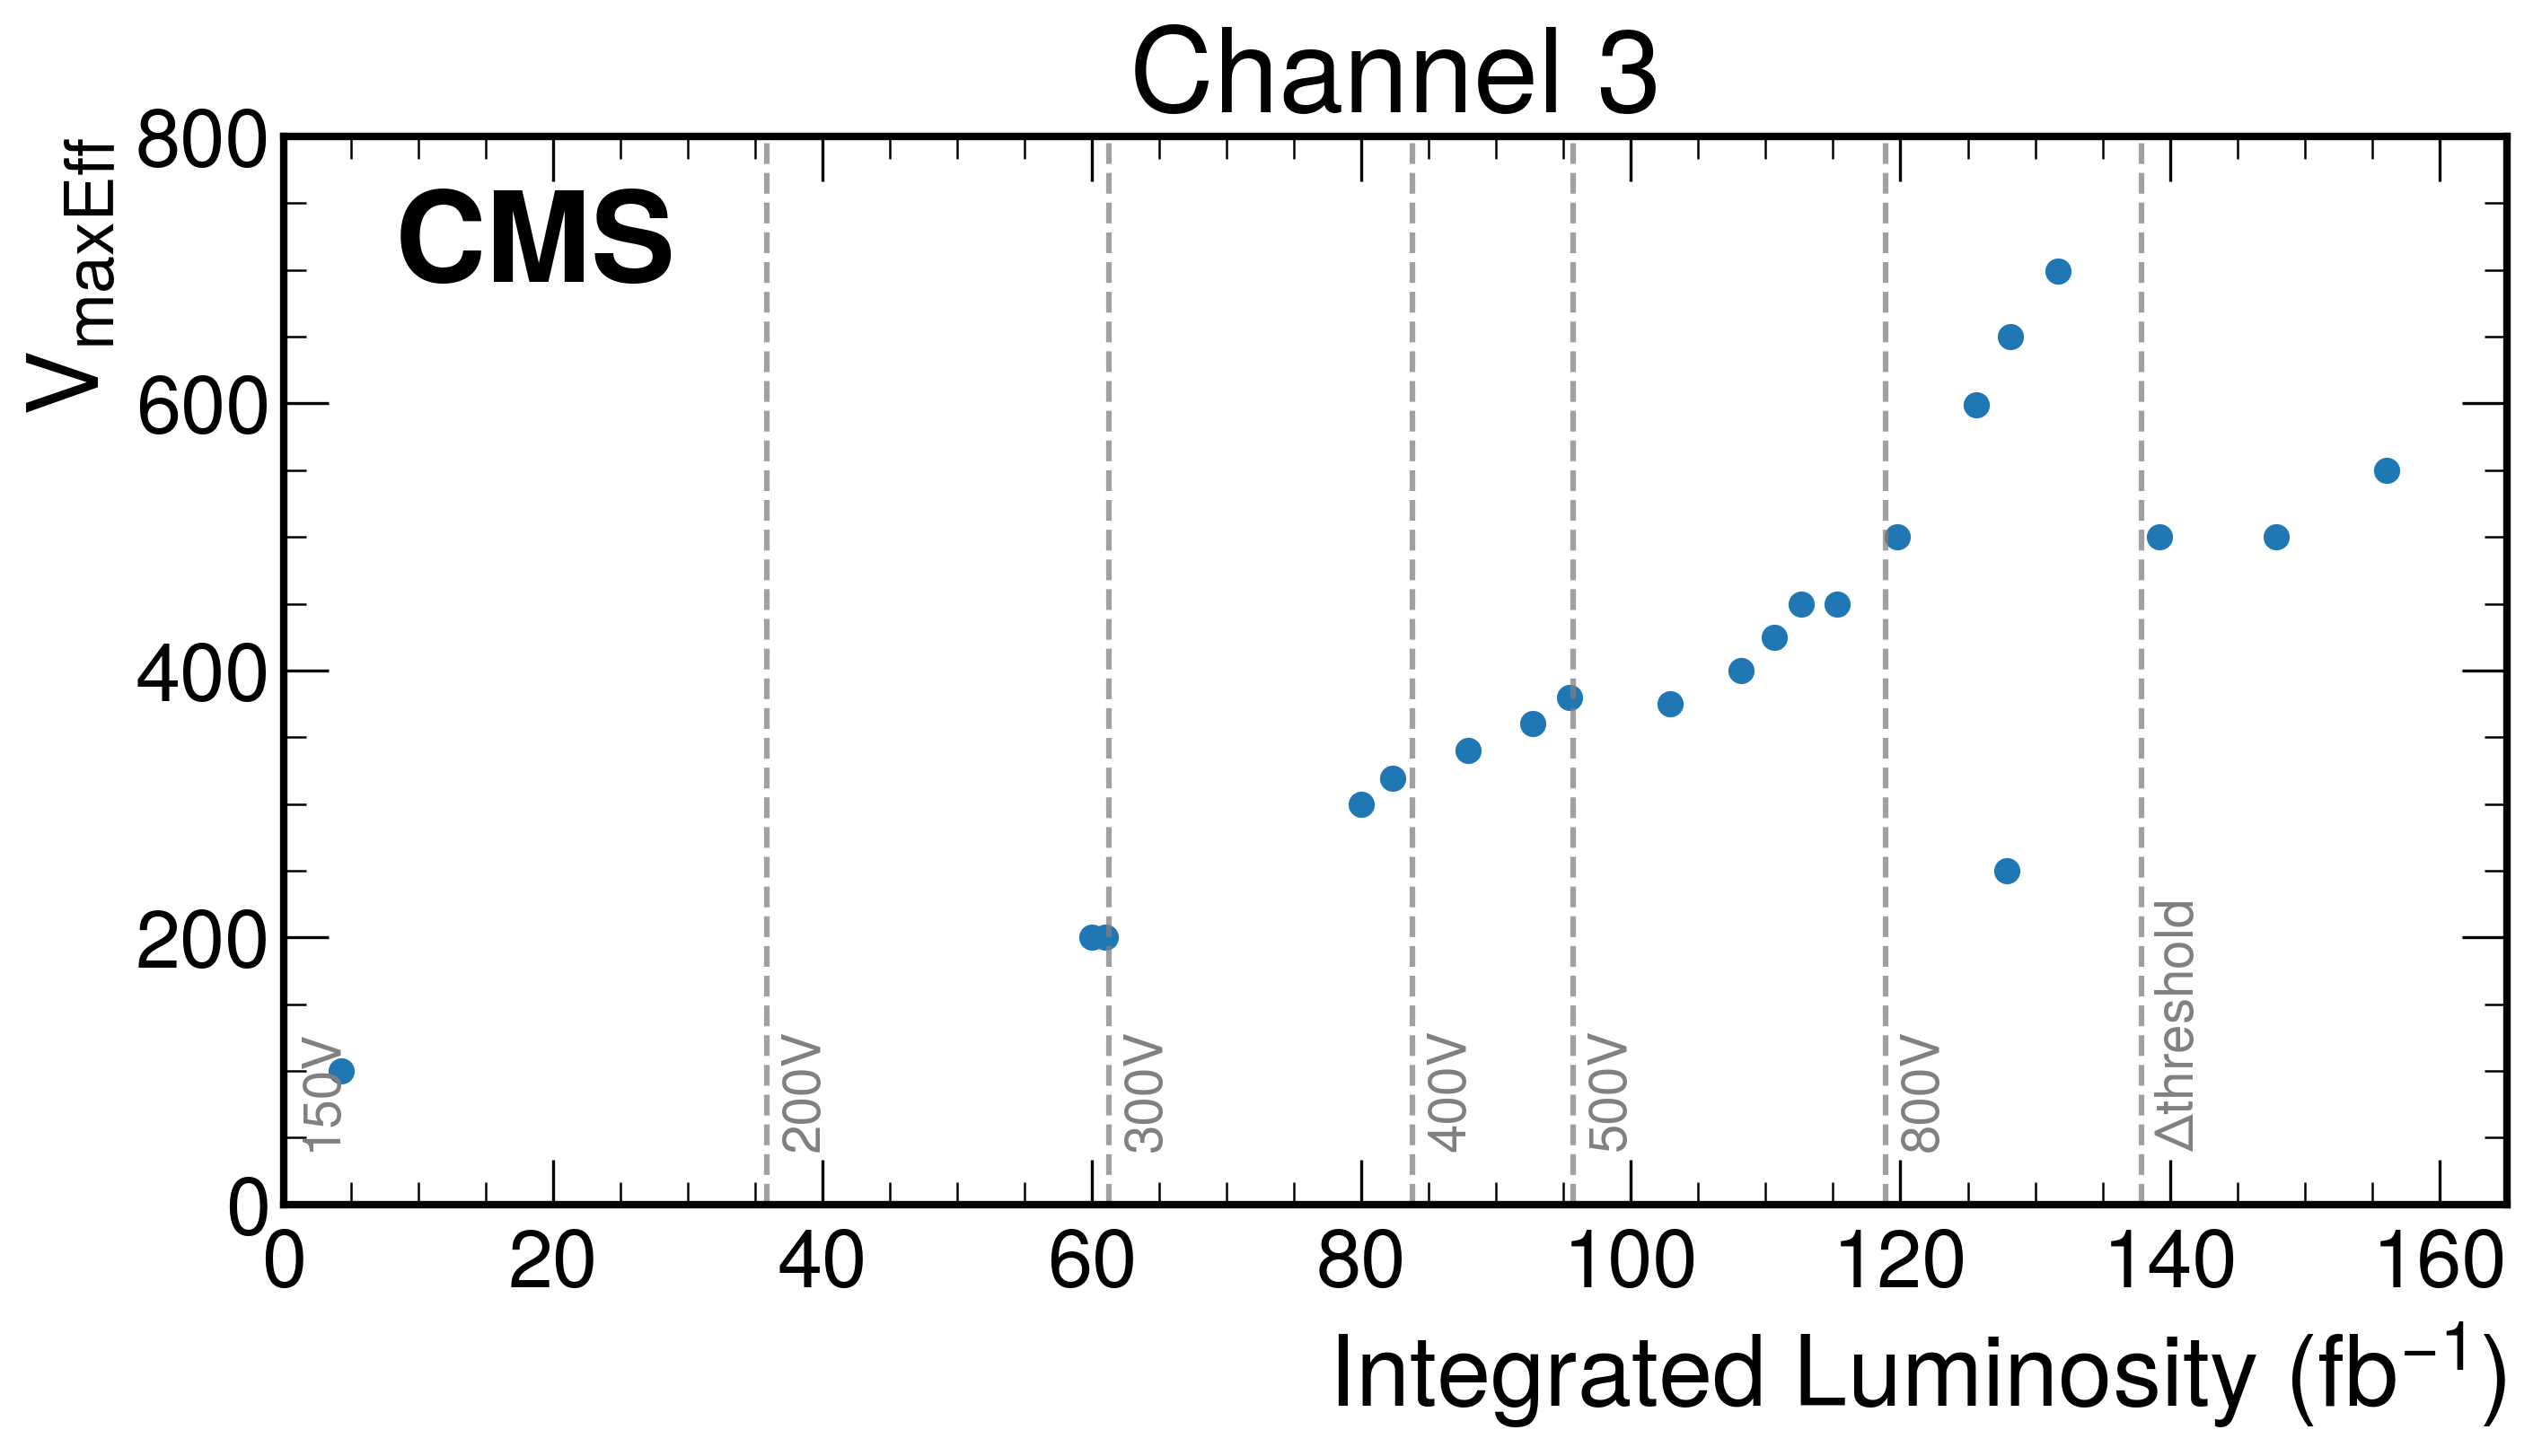 Channel 3
CMS
V_maxEff
800
600
400
200
0
150V
200V
300V
400V
500V
800V
Δthreshold
0 20 40 60 80 100 120 140 160
Integrated Luminosity (fb⁻¹)